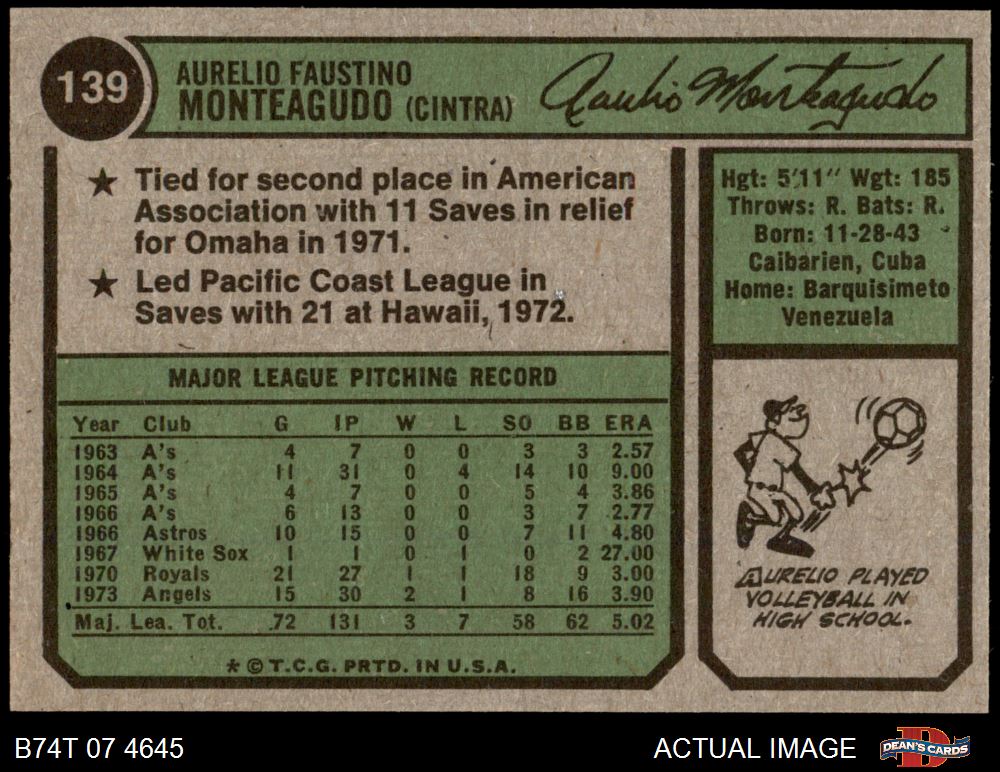 139
AURELIO FAUSTINO
MONTEAGUDO (CINTRA)
Aurelio Monteagudo
★ Tied for second place in American
Association with 11 Saves in relief
for Omaha in 1971.
★ Led Pacific Coast League in
Saves with 21 at Hawaii, 1972.
MAJOR LEAGUE PITCHING RECORD
Year Club G IP W L SO BB ERA
1963 A's 4 7 0 0 3 3 2.57
1964 A's 11 31 0 4 14 10 9.00
1965 A's 4 7 0 0 5 4 3.86
1966 A's 6 13 0 0 3 7 2.77
1966 Astros 10 15 0 0 7 11 4.80
1967 White Sox 1 1 0 1 0 2 27.00
1970 Royals 21 27 1 1 18 9 3.00
1973 Angels 15 30 2 1 8 16 3.90
Maj. Lea. Tot. 72 131 3 7 58 62 5.02
* © T.C.G. PRTD. IN U.S.A.
Hgt: 5'11" Wgt: 185
Throws: R. Bats: R.
Born: 11-28-43
Caibarien, Cuba
Home: Barquisimeto
Venezuela
AURELIO PLAYED
VOLLEYBALL IN
HIGH SCHOOL.
B74T 07 4645
ACTUAL IMAGE
D
DEAN'S CARDS